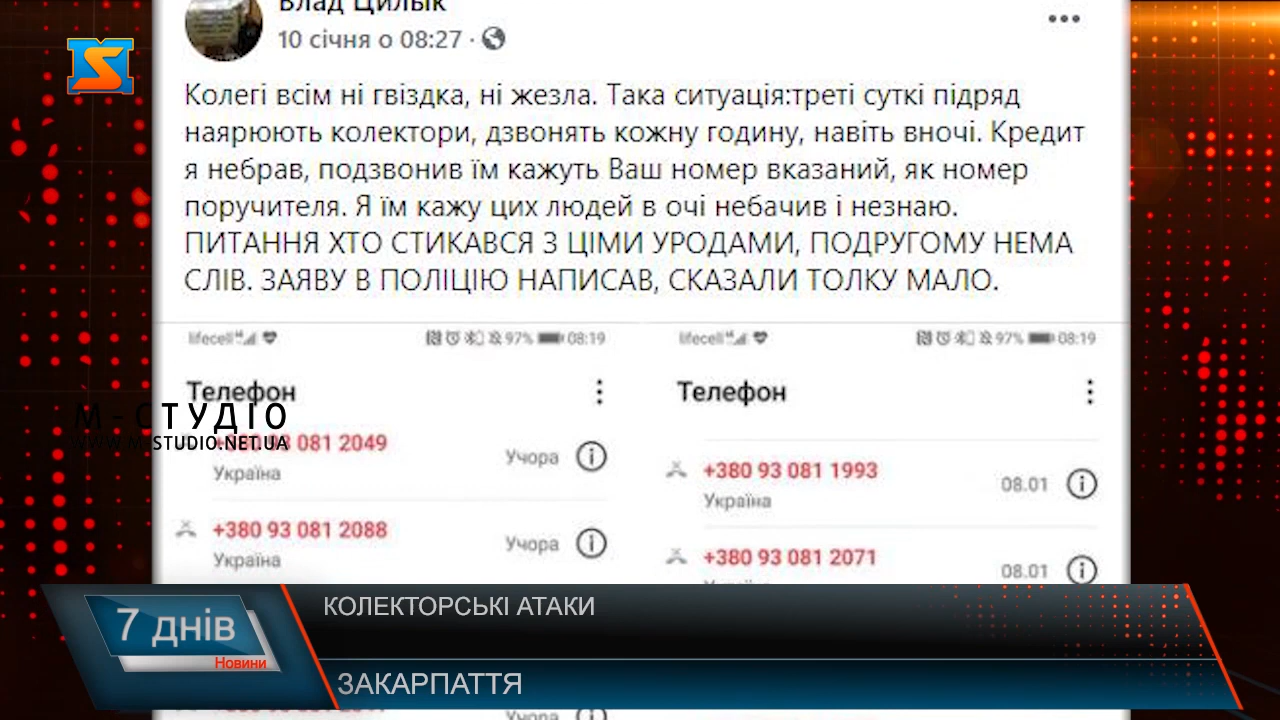 Влад Цилык
10 січня о 08:27 ·
Колегі всім ні гвіздка, ні жезла. Така ситуація:треті суткі підряд
наярюють колектори, дзвонять кожну годину, навіть вночі. Кредит
я небрав, подзвонив їм кажуть Ваш номер вказаний, як номер
поручителя. Я їм кажу цих людей в очі небачив і незнаю.
ПИТАННЯ ХТО СТИКАВСЯ З ЦІМИ УРОДАМИ, ПОДРУГОМУ НЕМА
СЛІВ. ЗАЯВУ В ПОЛІЦІЮ НАПИСАВ, СКАЗАЛИ ТОЛКУ МАЛО.
lifecell 97% 08:19
lifecell 97% 08:19
Телефон
Телефон
М-СТУДІО
WWW.M-STUDIO.NET.UA
+380 93 081 2049
Україна
Учора
+380 93 081 2088
Україна
Учора
+380 93 081 1993
Україна
08.01
+380 93 081 2071
08.01
7 днів
Новини
КОЛЕКТОРСЬКІ АТАКИ
ЗАКАРПАТТЯ
Учора